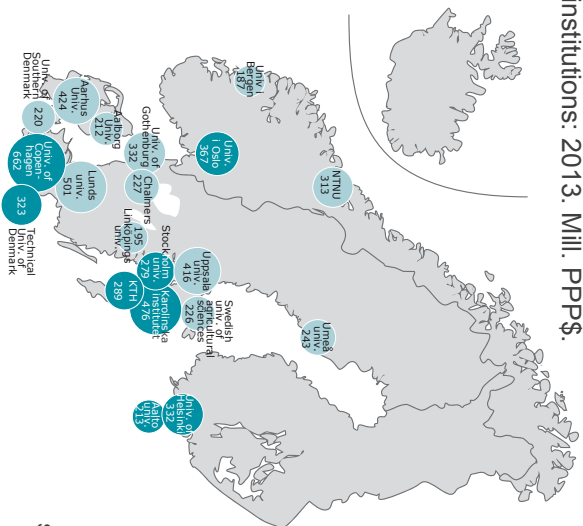 institutions: 2013. Mill. PPP$.
Univ i
Bergen
187
NTNU
313
Univ.
i Oslo
367
Umeå
univ.
243
Univ. of
Gothenburg
332
Chalmers
227
Aalborg
Univ.
212
Aarhus
Univ.
424
Univ. of
Southern
Denmark
220
Univ. of
Copen-
hagen
662
Lunds
univ.
501
323
Technical
Univ. of
Denmark
195
Linköpings
univ.
Uppsala
univ.
416
Stockholm
univ.
279
Swedish
univ. of
agricultural
sciences
226
Karolinska
institutet
476
KTH
289
Univ. of
Helsinki
332
Aalto
univ.
213